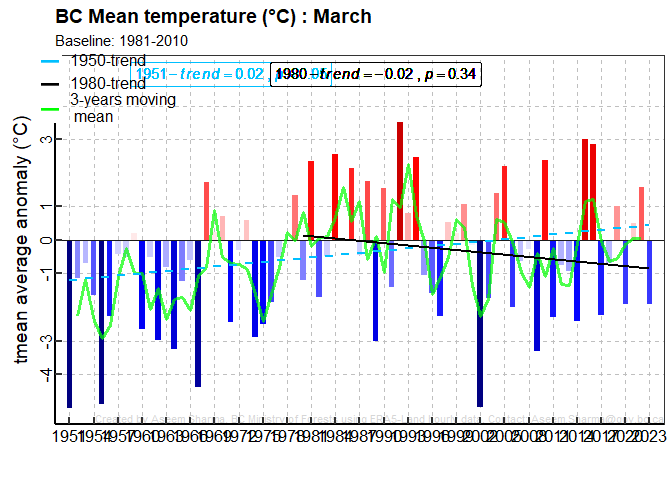 BC Mean temperature (°C) : March
Baseline: 1981-2010
1950-trend
1980-trend
3-years moving
mean
1951−trend = 0.02 , p
1980−trend = −0.02 , p = 0.34
tmean average anomaly (°C)
3
1
0
-1
-3
-4
1951 1954 1957 1960 1963 1966 1969 1972 1975 1978 1981 1984 1987 1990 1993 1996 1999 2002 2005 2008 2011 2014 2017 2020 2023